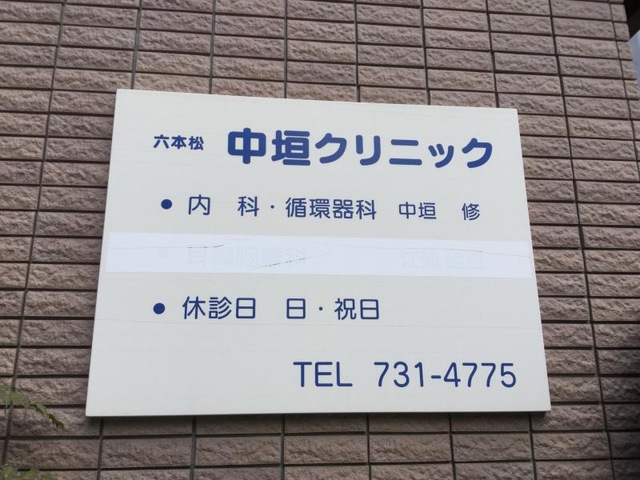 六本松 中垣クリニック
● 内 科・循環器科 中垣 修
● 休診日 日・祝日
TEL 731-4775